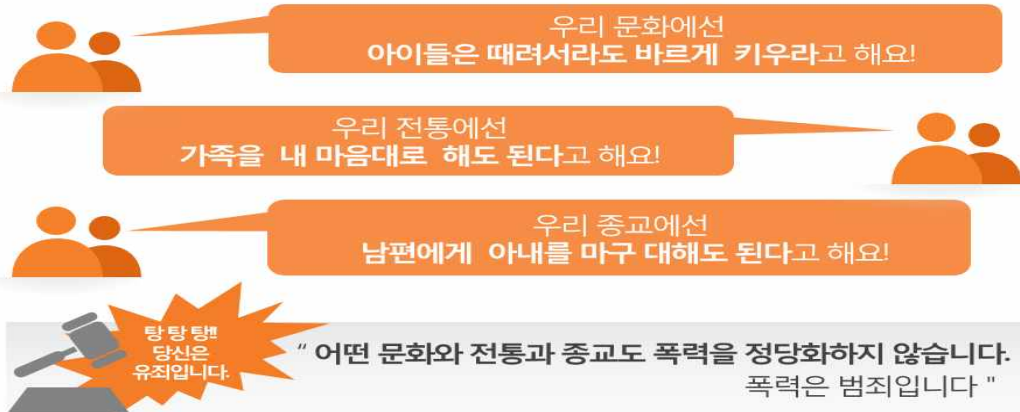 우리 문화에선
아이들은 때려서라도 바르게 키우라고 해요!
우리 전통에선
가족을 내 마음대로 해도 된다고 해요!
우리 종교에선
남편에게 아내를 마구 대해도 된다고 해요!
탕 탕 탕!!
당신은
유죄입니다.
" 어떤 문화와 전통과 종교도 폭력을 정당화하지 않습니다.
폭력은 범죄입니다 "